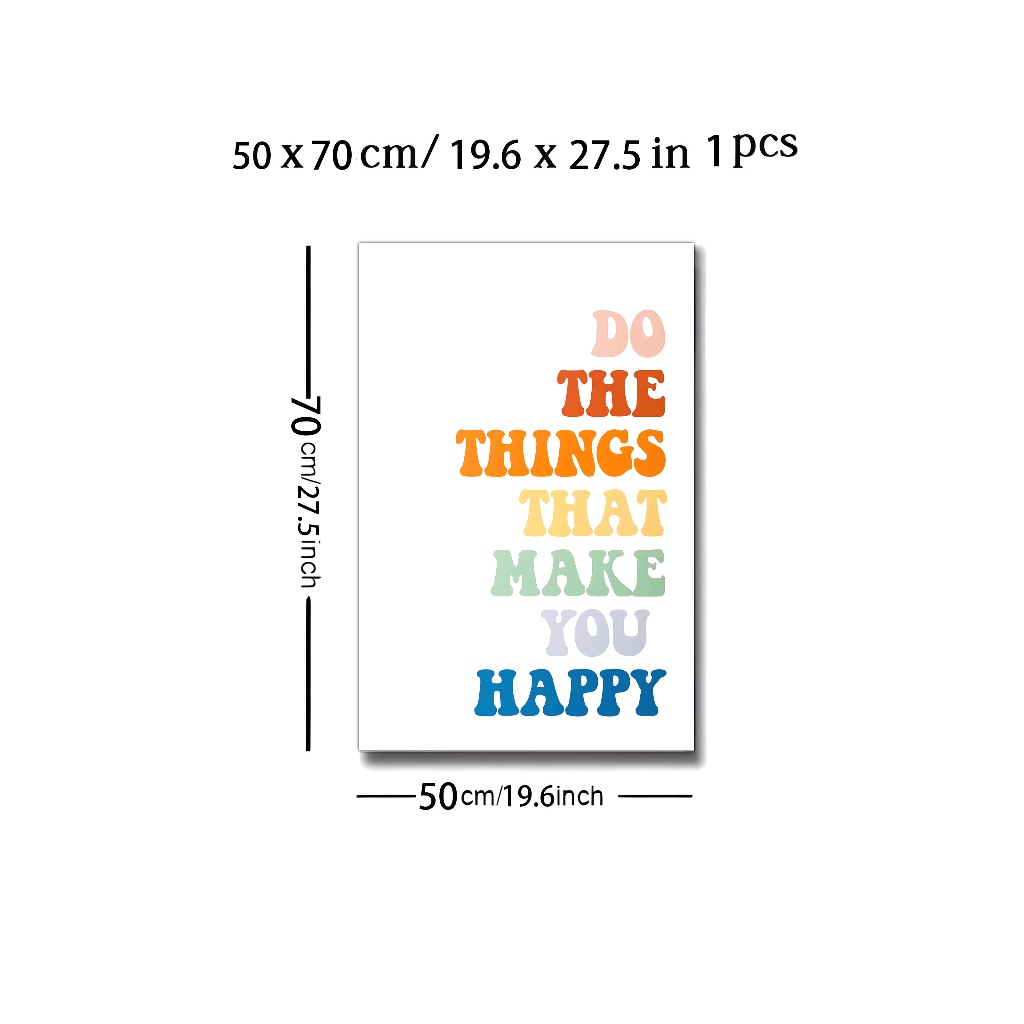 50 x 70 cm/ 19.6 x 27.5 in 1 pcs
DO
THE
THINGS
THAT
MAKE
YOU
HAPPY
70 cm/27.5 inch
50 cm/19.6 inch